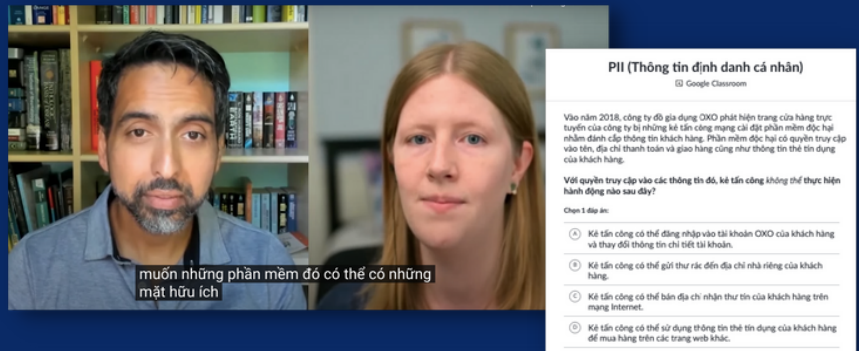 muốn những phần mềm đó có thể có những
mặt hữu ích
PII (Thông tin định danh cá nhân)
Google Classroom
Vào năm 2018, công ty đồ gia dụng OXO phát hiện trang cửa hàng trực
tuyến của công ty bị những kẻ tấn công mạng cài đặt phần mềm độc hại
nhằm đánh cắp thông tin khách hàng. Phần mềm độc hại có quyền truy cập
vào tên, địa chỉ thanh toán và giao hàng cũng như thông tin thẻ tín dụng
của khách hàng.
Với quyền truy cập vào các thông tin đó, kẻ tấn công không thể thực hiện
hành động nào sau đây?
Chọn 1 đáp án:
A Kẻ tấn công có thể đăng nhập vào tài khoản OXO của khách hàng
và thay đổi thông tin chi tiết tài khoản.
B Kẻ tấn công có thể gửi thư rác đến địa chỉ nhà riêng của khách
hàng.
C Kẻ tấn công có thể bán địa chỉ nhận thư tín của khách hàng trên
mạng Internet.
D Kẻ tấn công có thể sử dụng thông tin thẻ tín dụng của khách hàng
để mua hàng trên các trang web khác.